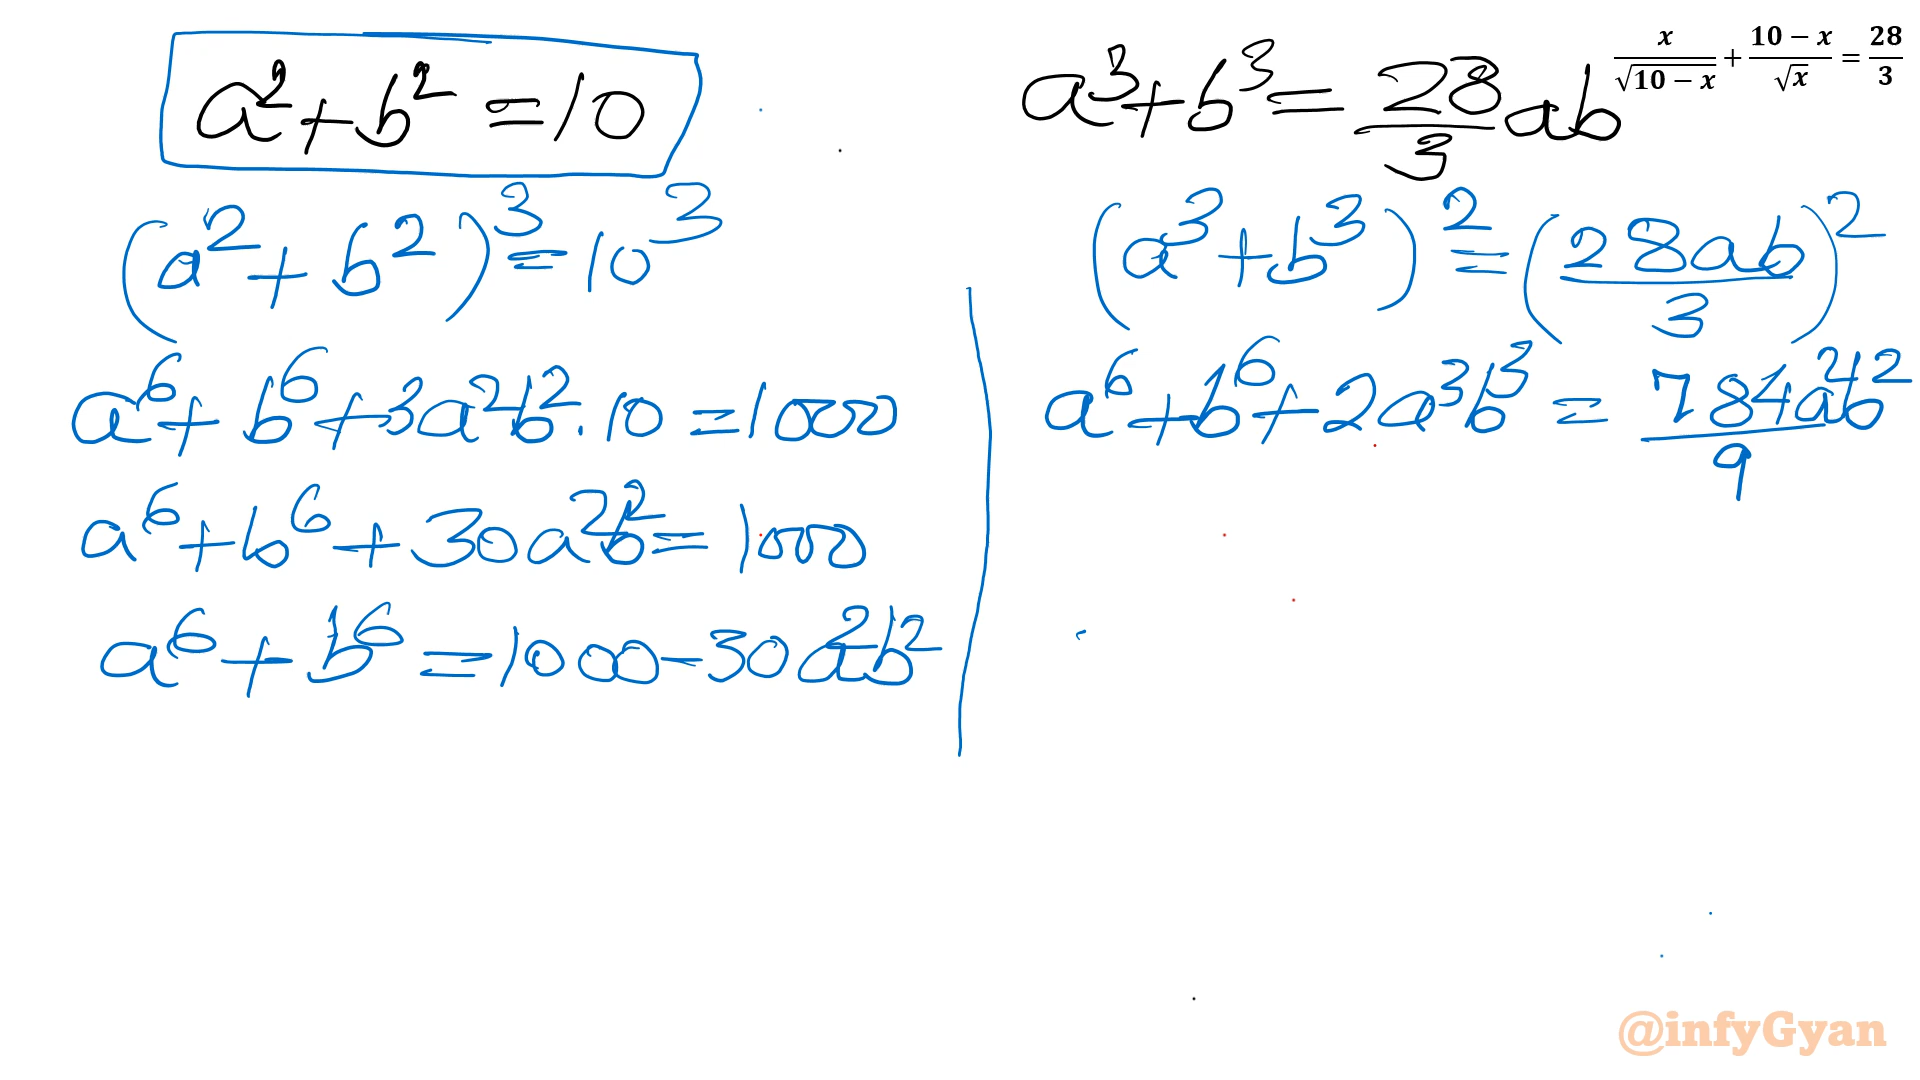 a²+b²=10
a³+b³=28/3 ab
x/√(10−x) + (10−x)/√x = 28/3
(a²+b²)³=10³
a⁶+b⁶+3a²b².10=1000
a⁶+b⁶+30a²b²=1000
a⁶+b⁶=1000-30a²b²
(a³+b³)²=(28ab/3)²
a⁶+b⁶+2a³b³=784a²b²/9
@infyGyan